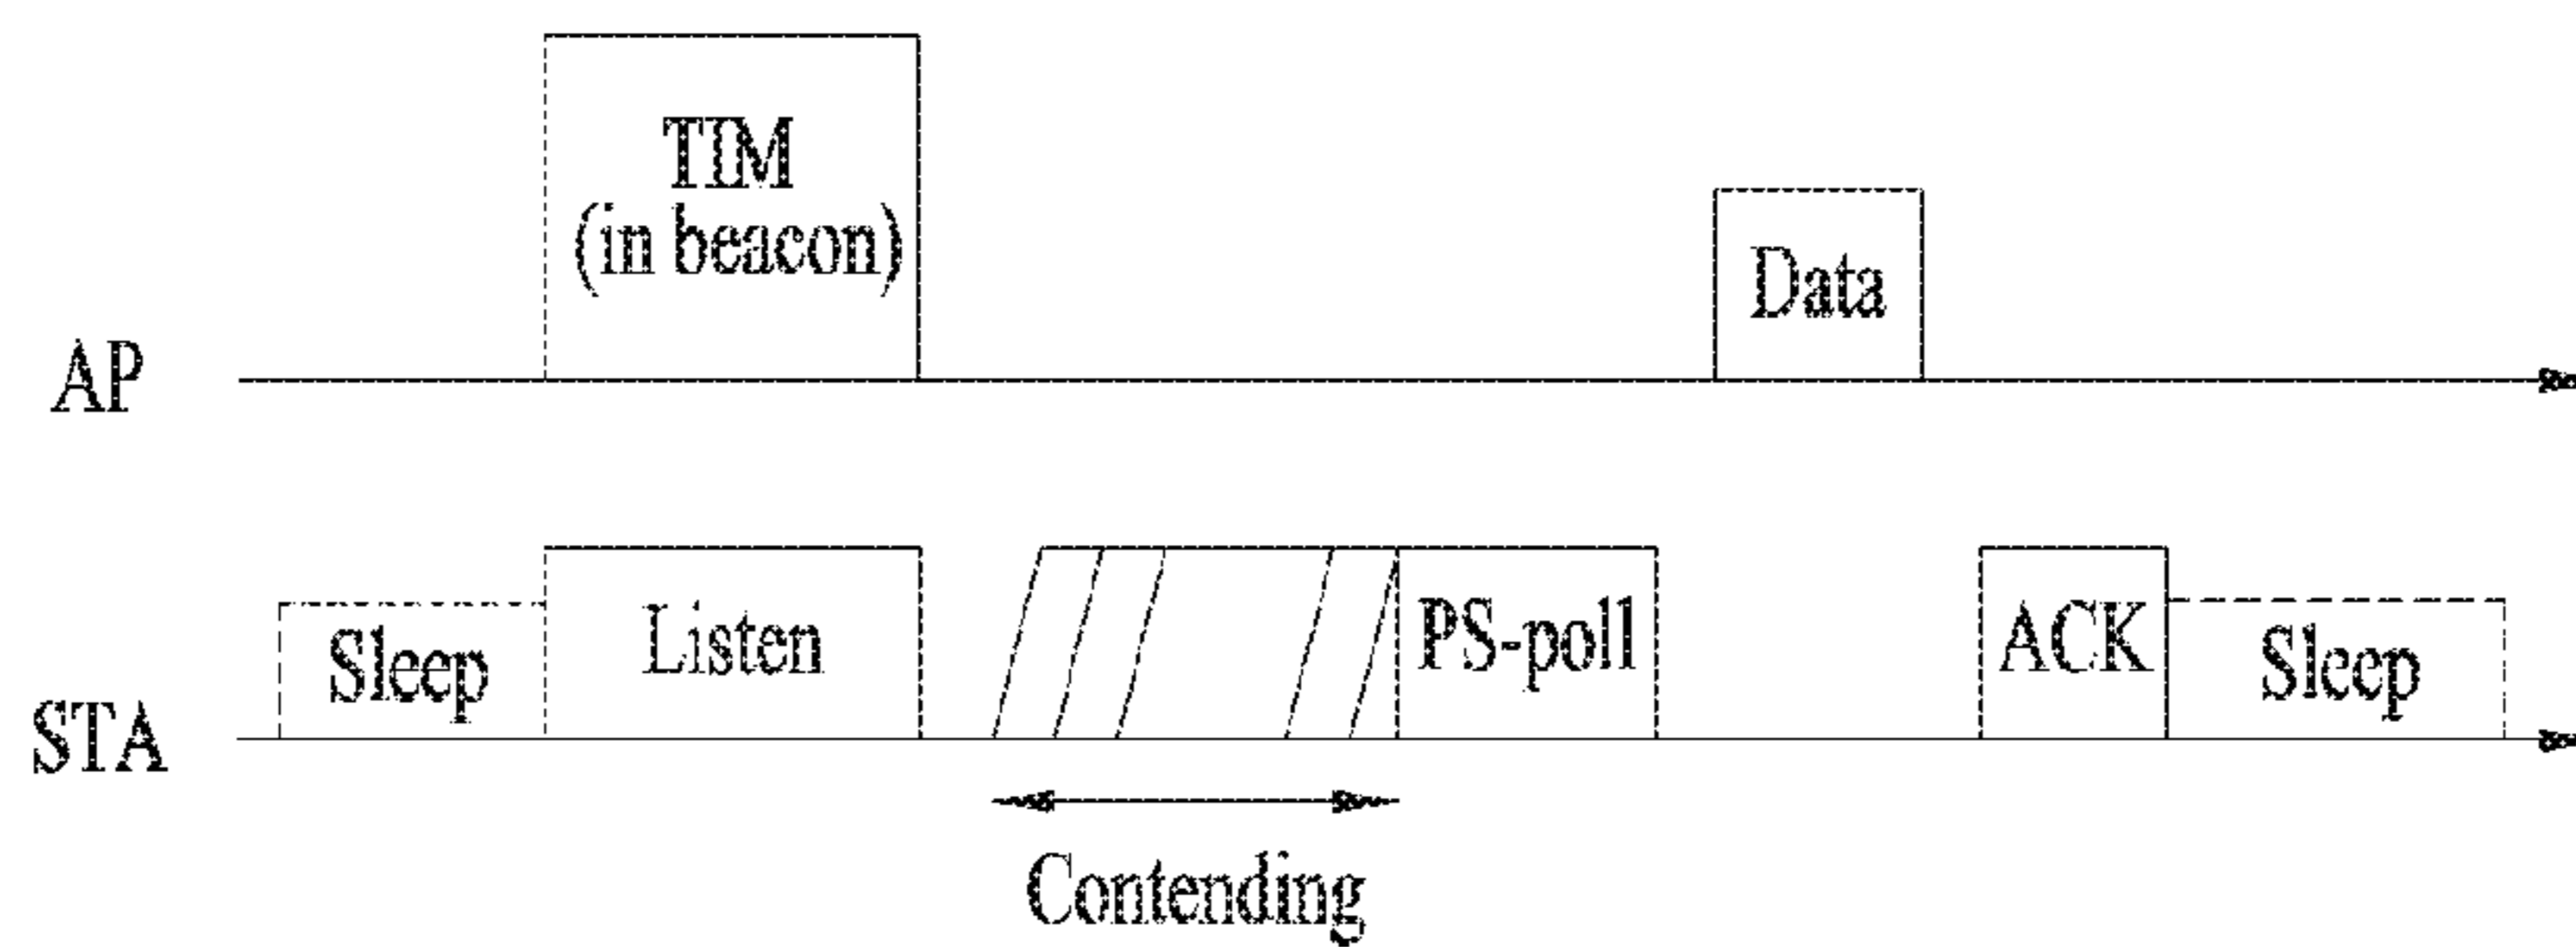 TIM
(in beacon)
Data
AP
Sleep
Listen
PS-poll
ACK
Sleep
STA
Contending